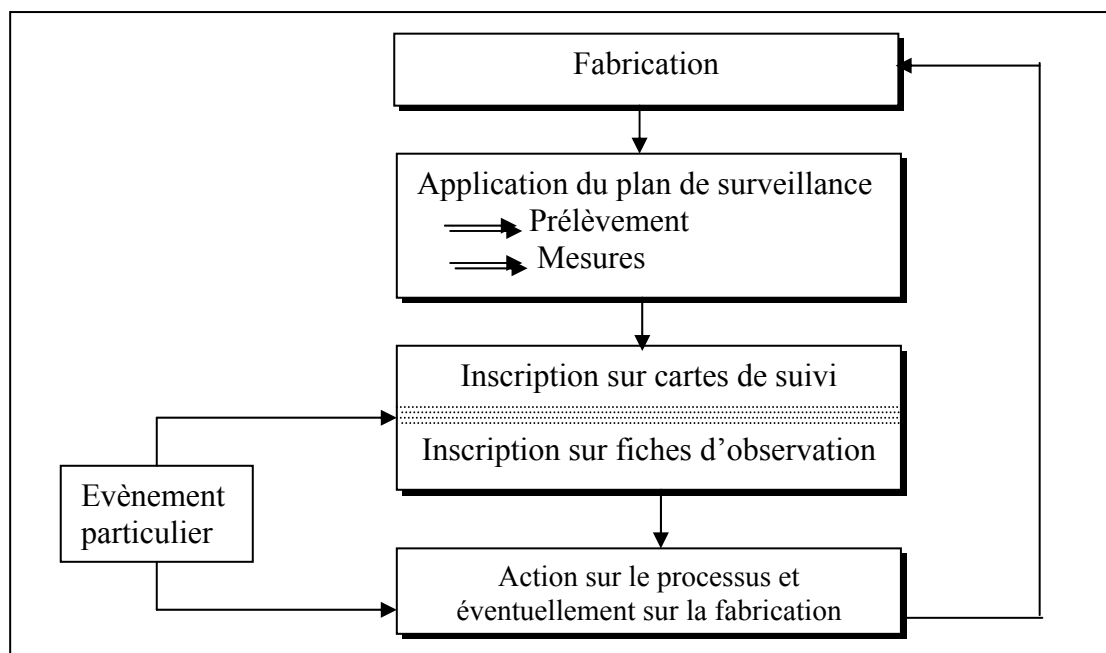 Fabrication
Application du plan de surveillance
Prélèvement
Mesures
Inscription sur cartes de suivi
Inscription sur fiches d’observation
Evènement
particulier
Action sur le processus et
éventuellement sur la fabrication